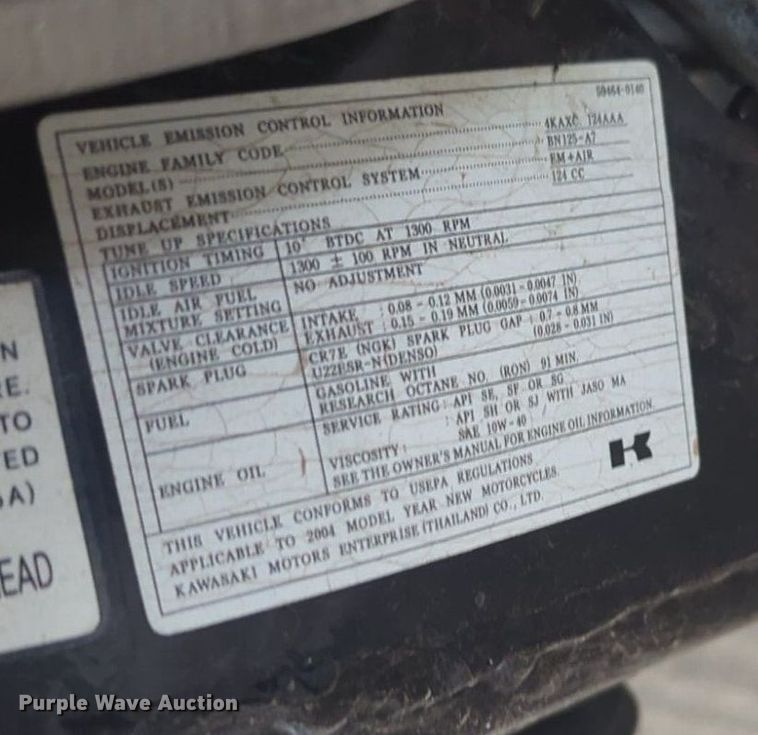 59464-0140
VEHICLE EMISSION CONTROL INFORMATION
ENGINE FAMILY CODE 4KAXC .124AAA
MODEL(S) BN125-A7
EXHAUST EMISSION CONTROL SYSTEM EM+AIR
DISPLACEMENT 124 CC
TUNE UP SPECIFICATIONS
IGNITION TIMING 10° BTDC AT 1300 RPM
IDLE SPEED 1300 ± 100 RPM IN NEUTRAL
IDLE AIR FUEL
MIXTURE SETTING NO ADJUSTMENT
VALVE CLEARANCE INTAKE : 0.08 - 0.12 MM (0.0031 - 0.0047 IN)
(ENGINE COLD) EXHAUST : 0.15 - 0.19 MM (0.0059 - 0.0074 IN)
SPARK PLUG CR7E (NGK) SPARK PLUG GAP : 0.7 - 0.8 MM
U22ESR-N(DENSO) (0.028 - 0.031 IN)
FUEL GASOLINE WITH
RESEARCH OCTANE NO. (RON) 91 MIN.
ENGINE OIL SERVICE RATING : API SE, SF OR SG
: API SH OR SJ WITH JASO MA
VISCOSITY : SAE 10W-40
SEE THE OWNER'S MANUAL FOR ENGINE OIL INFORMATION.
THIS VEHICLE CONFORMS TO USEPA REGULATIONS
APPLICABLE TO 2004 MODEL YEAR NEW MOTORCYCLES.
KAWASAKI MOTORS ENTERPRISE (THAILAND) CO., LTD.
K
N
E.
TO
ED
A)
EAD
Purple Wave Auction